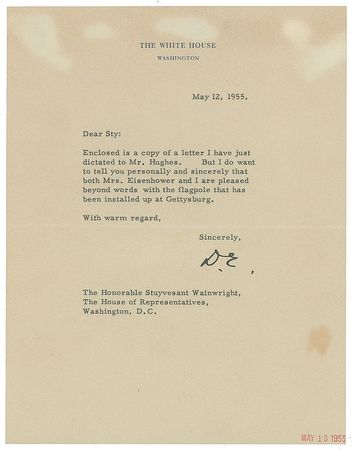 THE WHITE HOUSE
WASHINGTON
May 12, 1955.
Dear Sty:
Enclosed is a copy of a letter I have just
dictated to Mr. Hughes. But I do want
to tell you personally and sincerely that
both Mrs. Eisenhower and I are pleased
beyond words with the flagpole that has
been installed up at Gettysburg.
With warm regard,
Sincerely,
D.E.
The Honorable Stuyvesant Wainwright,
The House of Representatives,
Washington, D.C.
MAY 13 1955